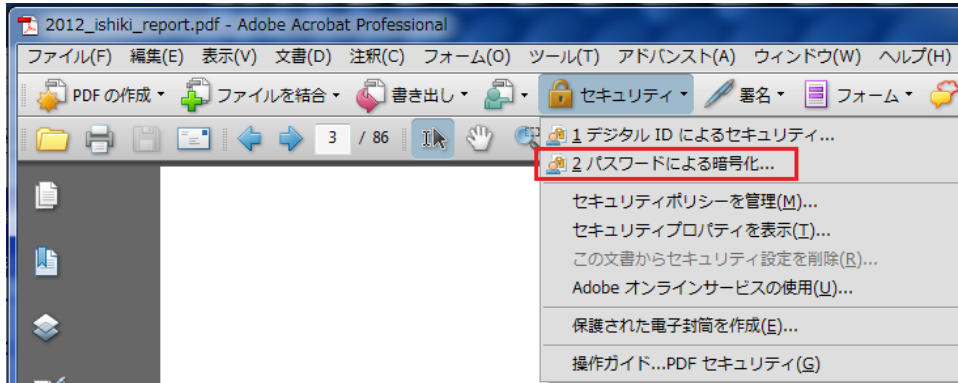 2012_ishiki_report.pdf - Adobe Acrobat Professional
ファイル(F) 編集(E) 表示(V) 文書(D) 注釈(C) フォーム(O) ツール(T) アドバンスト(A) ウィンドウ(W) ヘルプ(H)
PDF の作成 ファイルを結合 書き出し セキュリティ 署名 フォーム
3 / 86
1 デジタル ID によるセキュリティ...
2 パスワードによる暗号化...
セキュリティポリシーを管理(M)...
セキュリティプロパティを表示(T)...
この文書からセキュリティ設定を削除(R)...
Adobe オンラインサービスの使用(U)...
保護された電子封筒を作成(E)...
操作ガイド...PDF セキュリティ(G)